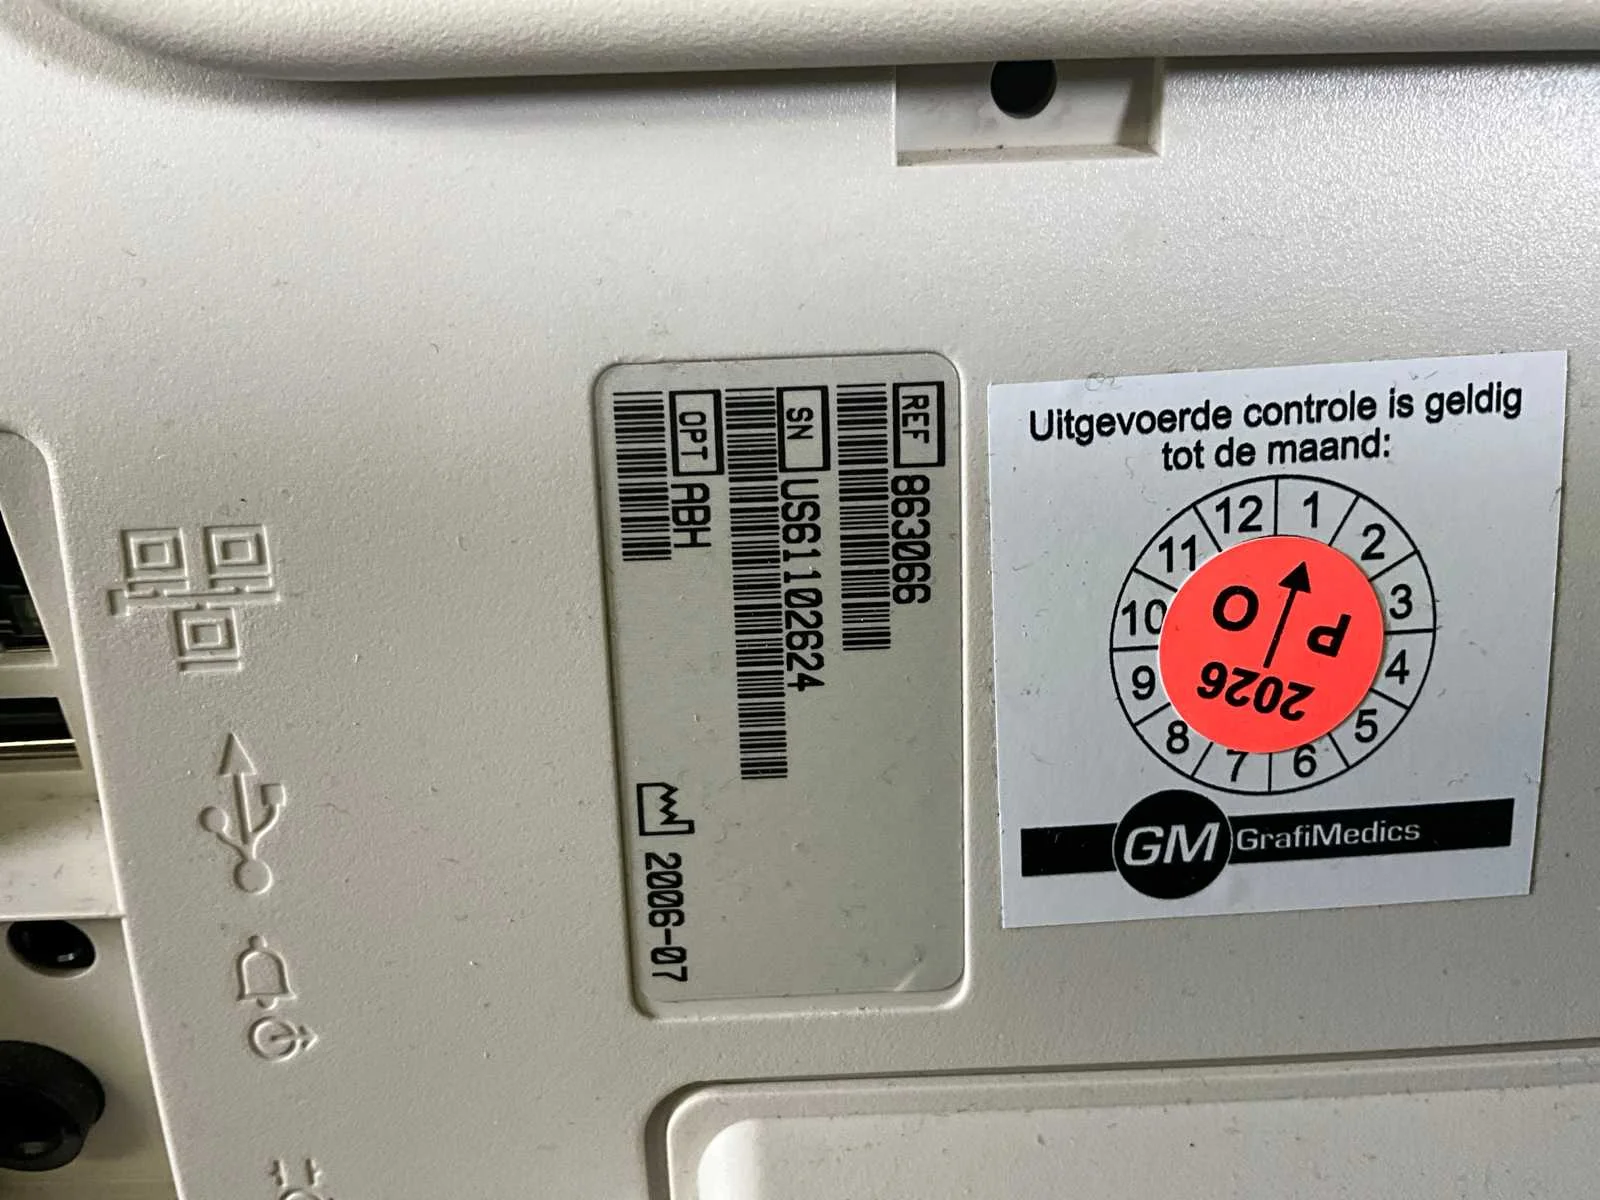 REF 863066
SN US61102624
OPT ABH
2006-07
Uitgevoerde controle is geldig
tot de maand:
12 1 2 3 4 5 6 7 8 9 10 11
P O
2026
GM GrafiMedics